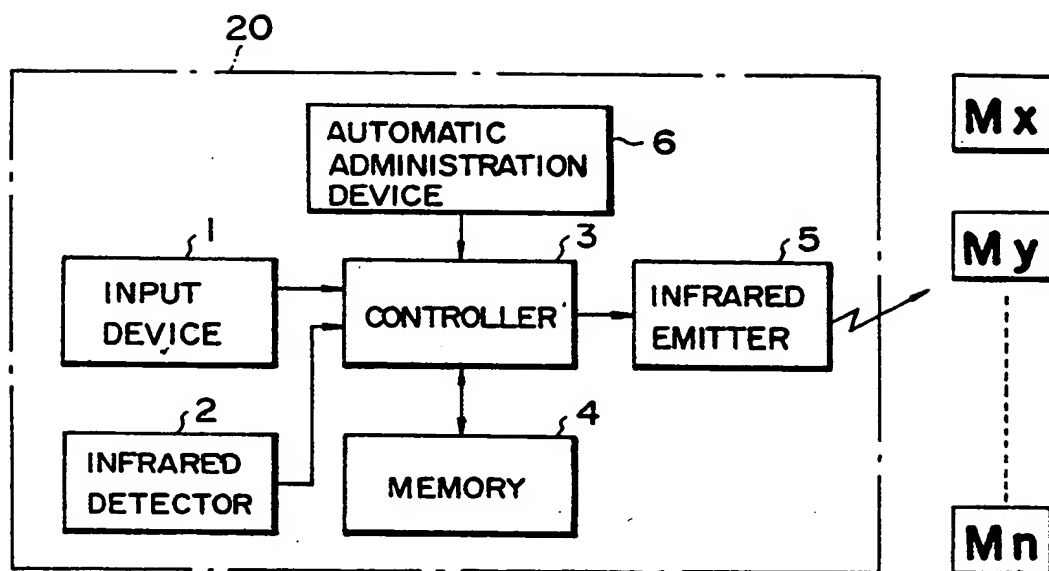 20
AUTOMATIC
ADMINISTRATION
DEVICE
6
Mx
1
INPUT
DEVICE
3
CONTROLLER
5
INFRARED
EMITTER
My
2
INFRARED
DETECTOR
4
MEMORY
Mn